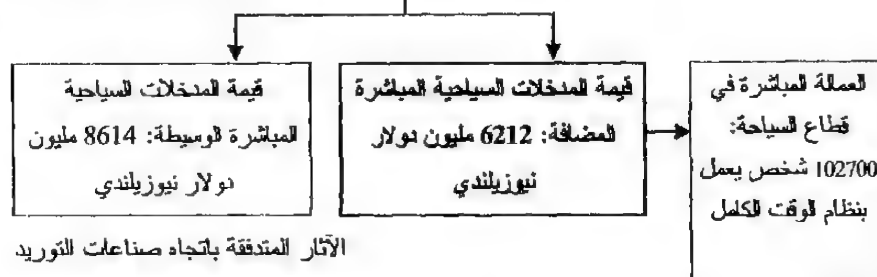 العمالة المباشرة في
قطاع السياحة:
102700 شخص يعمل
بنظام الوقت الكامل
قيمة المدخلات السياحية المباشرة
المضافة: 6212 مليون دولار
نيوزيلندي
قيمة المدخلات السياحية
المباشرة الوسيطة: 8614 مليون
دولار نيوزيلندي
الآثار المتدفقة باتجاه صناعات التوريد